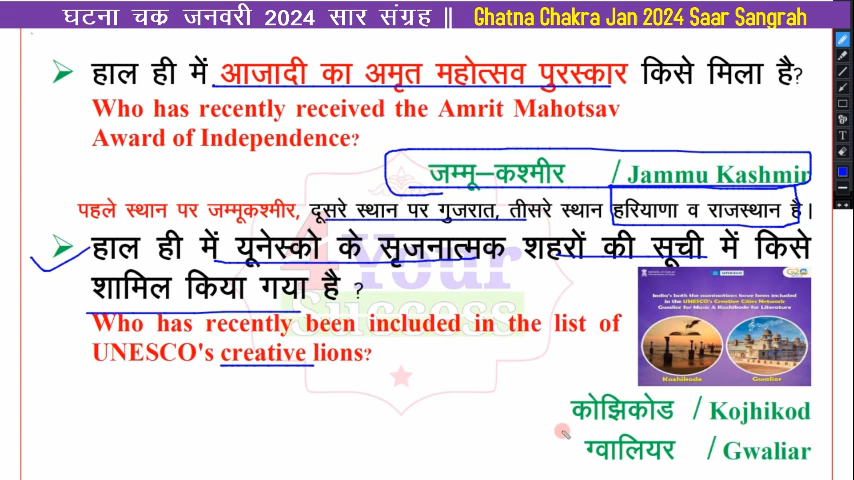 घटना चक्र जनवरी 2024 सार संग्रह || Ghatna Chakra Jan 2024 Saar Sangrah
हाल ही में आजादी का अमृत महोत्सव पुरस्कार किसे मिला है?
Who has recently received the Amrit Mahotsav
Award of Independence?
जम्मू–कश्मीर / Jammu Kashmir
पहले स्थान पर जम्मूकश्मीर, दूसरे स्थान पर गुजरात, तीसरे स्थान हरियाणा व राजस्थान है।
हाल ही में यूनेस्को के सृजनात्मक शहरों की सूची में किसे
शामिल किया गया है ?
Who has recently been included in the list of
UNESCO's creative lions?
4 Your
Success
India's both the nominations have been included
in the UNESCO's Creative Cities Network
Gwalior for Music & Kozhikode for Literature
Kozhikode Gwalior
कोझिकोड / Kojhikod
ग्वालियर / Gwaliar